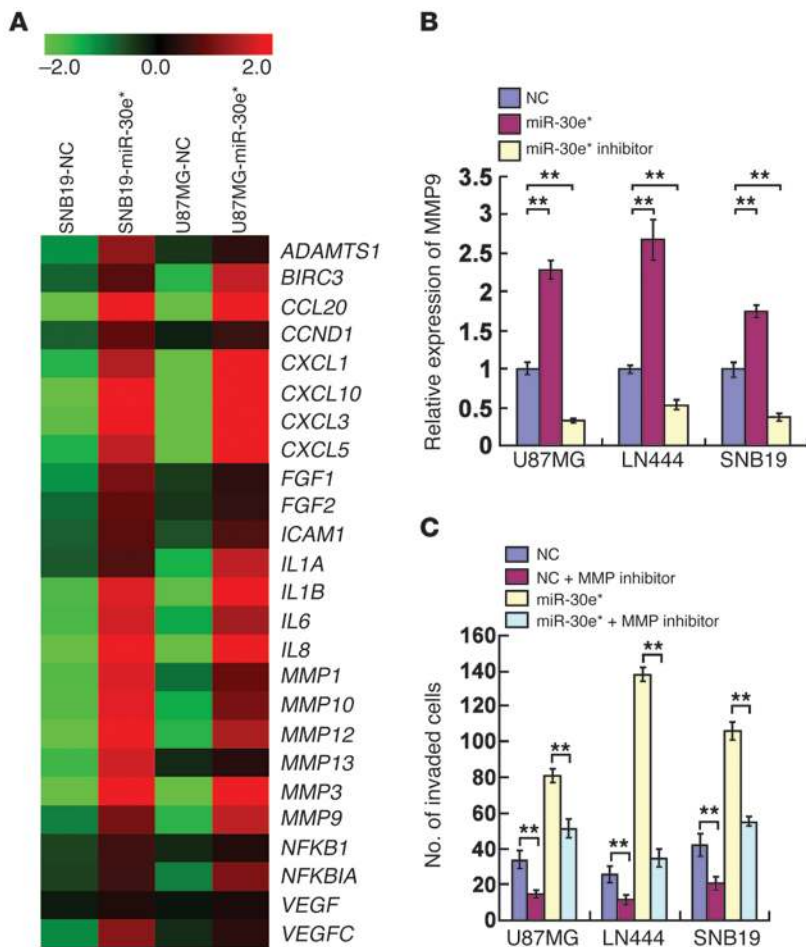 A
−2.0 0.0 2.0
SNB19-NC
SNB19-miR-30e*
U87MG-NC
U87MG-miR-30e*
ADAMTS1
BIRC3
CCL20
CCND1
CXCL1
CXCL10
CXCL3
CXCL5
FGF1
FGF2
ICAM1
IL1A
IL1B
IL6
IL8
MMP1
MMP10
MMP12
MMP13
MMP3
MMP9
NFKB1
NFKBIA
VEGF
VEGFC
B
NC
miR-30e*
miR-30e* inhibitor
Relative expression of MMP9
3.5
3
2.5
2
1.5
1
0.5
0
** ** **
** ** **
U87MG LN444 SNB19
C
NC
NC + MMP inhibitor
miR-30e*
miR-30e* + MMP inhibitor
No. of invaded cells
160
140
120
100
80
60
40
20
0
** ** **
** ** **
U87MG LN444 SNB19